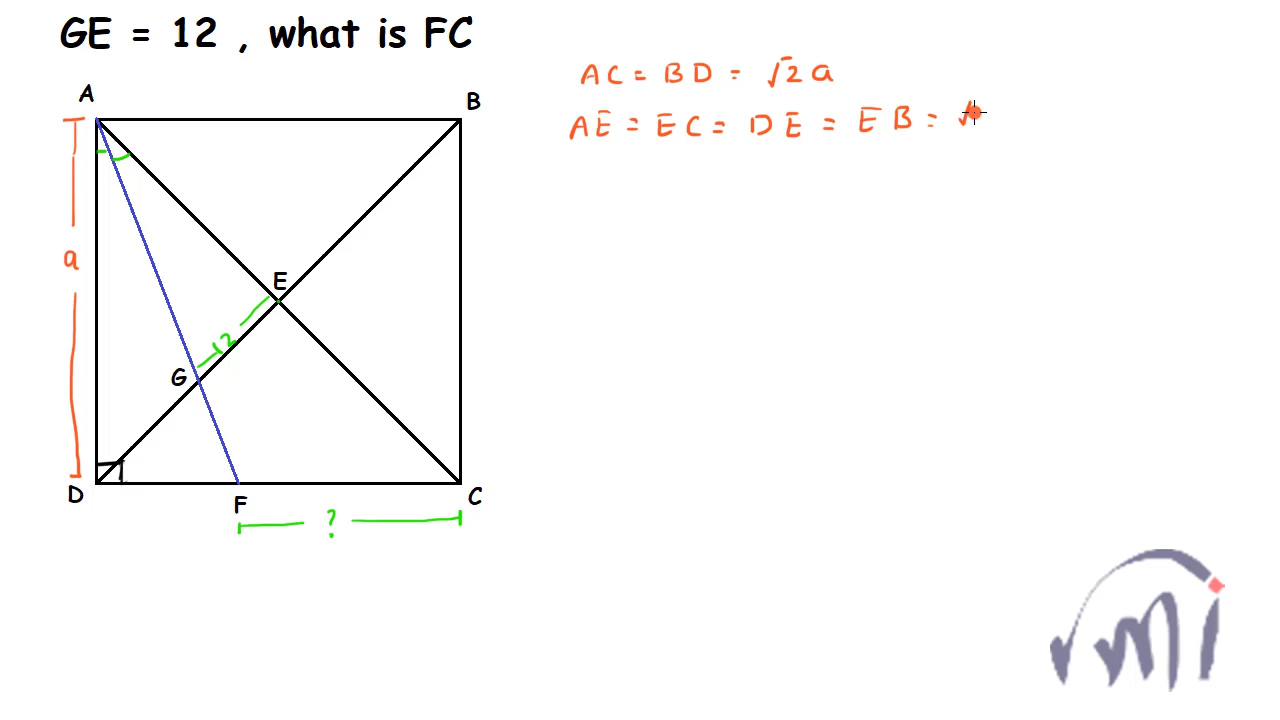 GE = 12 , what is FC
AC = BD = √2 a
AE = EC = DE = EB = √
A
B
a
E
12
G
D
F
C
?